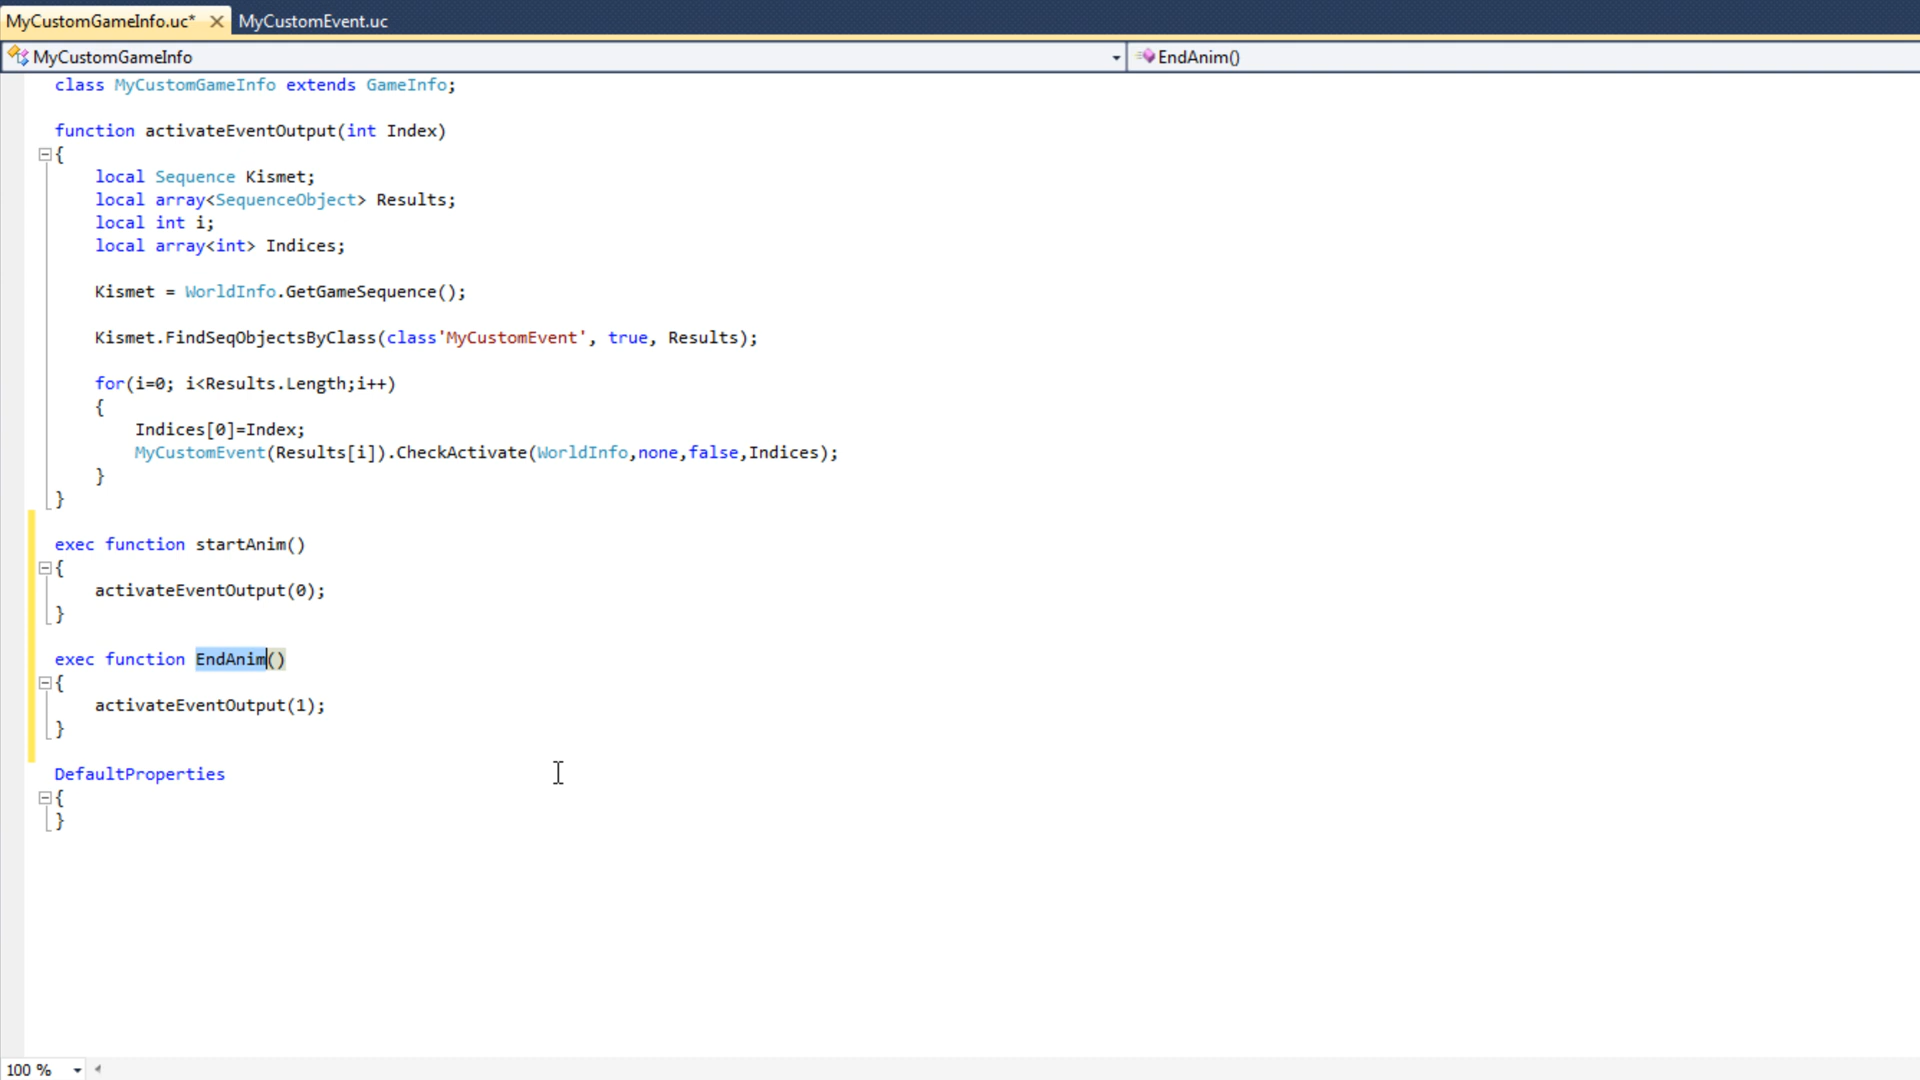 MyCustomGameInfo.uc* MyCustomEvent.uc
MyCustomGameInfo EndAnim()
class MyCustomGameInfo extends GameInfo;
function activateEventOutput(int Index)
{
local Sequence Kismet;
local array<SequenceObject> Results;
local int i;
local array<int> Indices;
Kismet = WorldInfo.GetGameSequence();
Kismet.FindSeqObjectsByClass(class'MyCustomEvent', true, Results);
for(i=0; i<Results.Length;i++)
{
Indices[0]=Index;
MyCustomEvent(Results[i]).CheckActivate(WorldInfo,none,false,Indices);
}
}
exec function startAnim()
{
activateEventOutput(0);
}
exec function EndAnim()
{
activateEventOutput(1);
}
DefaultProperties
{
}
100 %